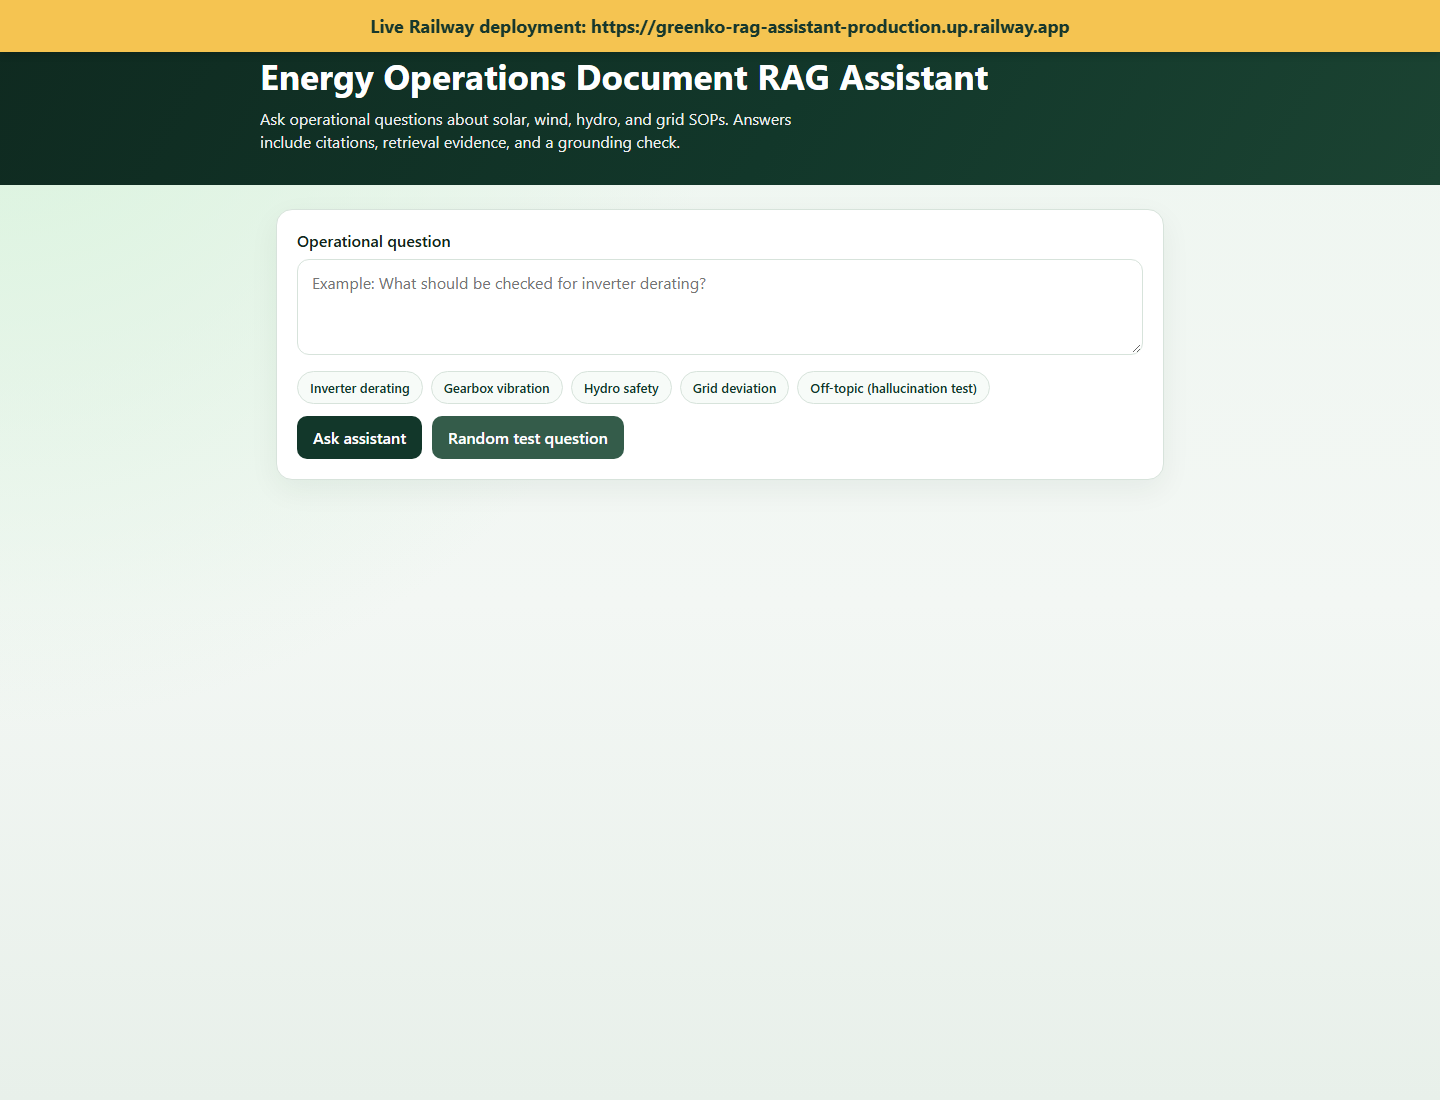 Live Railway deployment: https://greenko-rag-assistant-production.up.railway.app
Energy Operations Document RAG Assistant
Ask operational questions about solar, wind, hydro, and grid SOPs. Answers
include citations, retrieval evidence, and a grounding check.
Operational question
Example: What should be checked for inverter derating?
Inverter derating
Gearbox vibration
Hydro safety
Grid deviation
Off-topic (hallucination test)
Ask assistant
Random test question